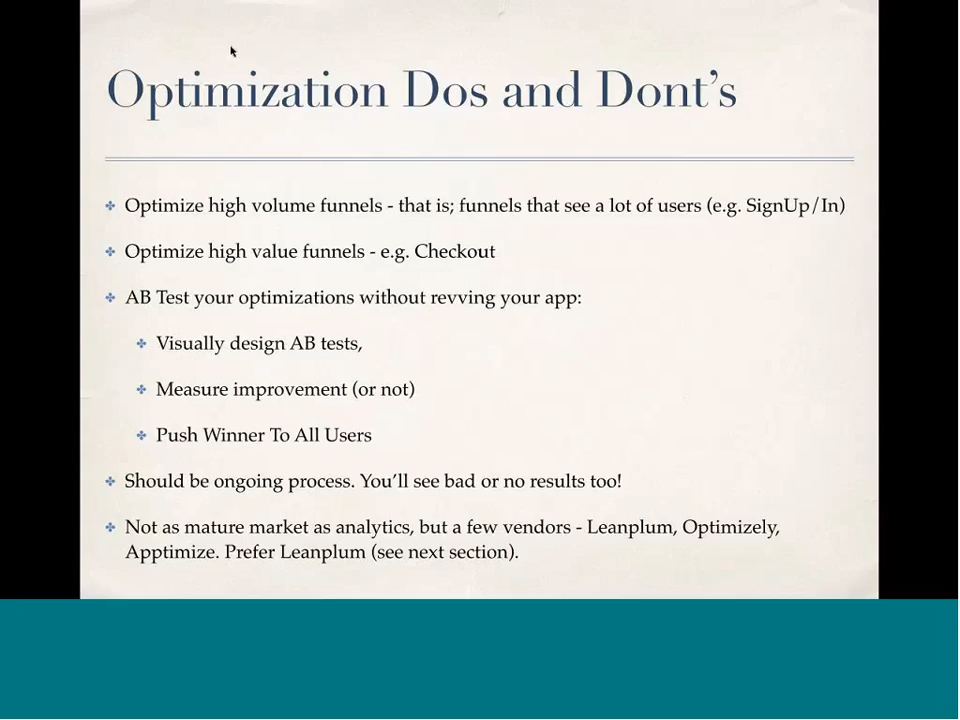 Optimization Dos and Dont’s
Optimize high volume funnels - that is; funnels that see a lot of users (e.g. SignUp/In)
Optimize high value funnels - e.g. Checkout
AB Test your optimizations without revving your app:
Visually design AB tests,
Measure improvement (or not)
Push Winner To All Users
Should be ongoing process. You’ll see bad or no results too!
Not as mature market as analytics, but a few vendors - Leanplum, Optimizely,
Apptimize. Prefer Leanplum (see next section).